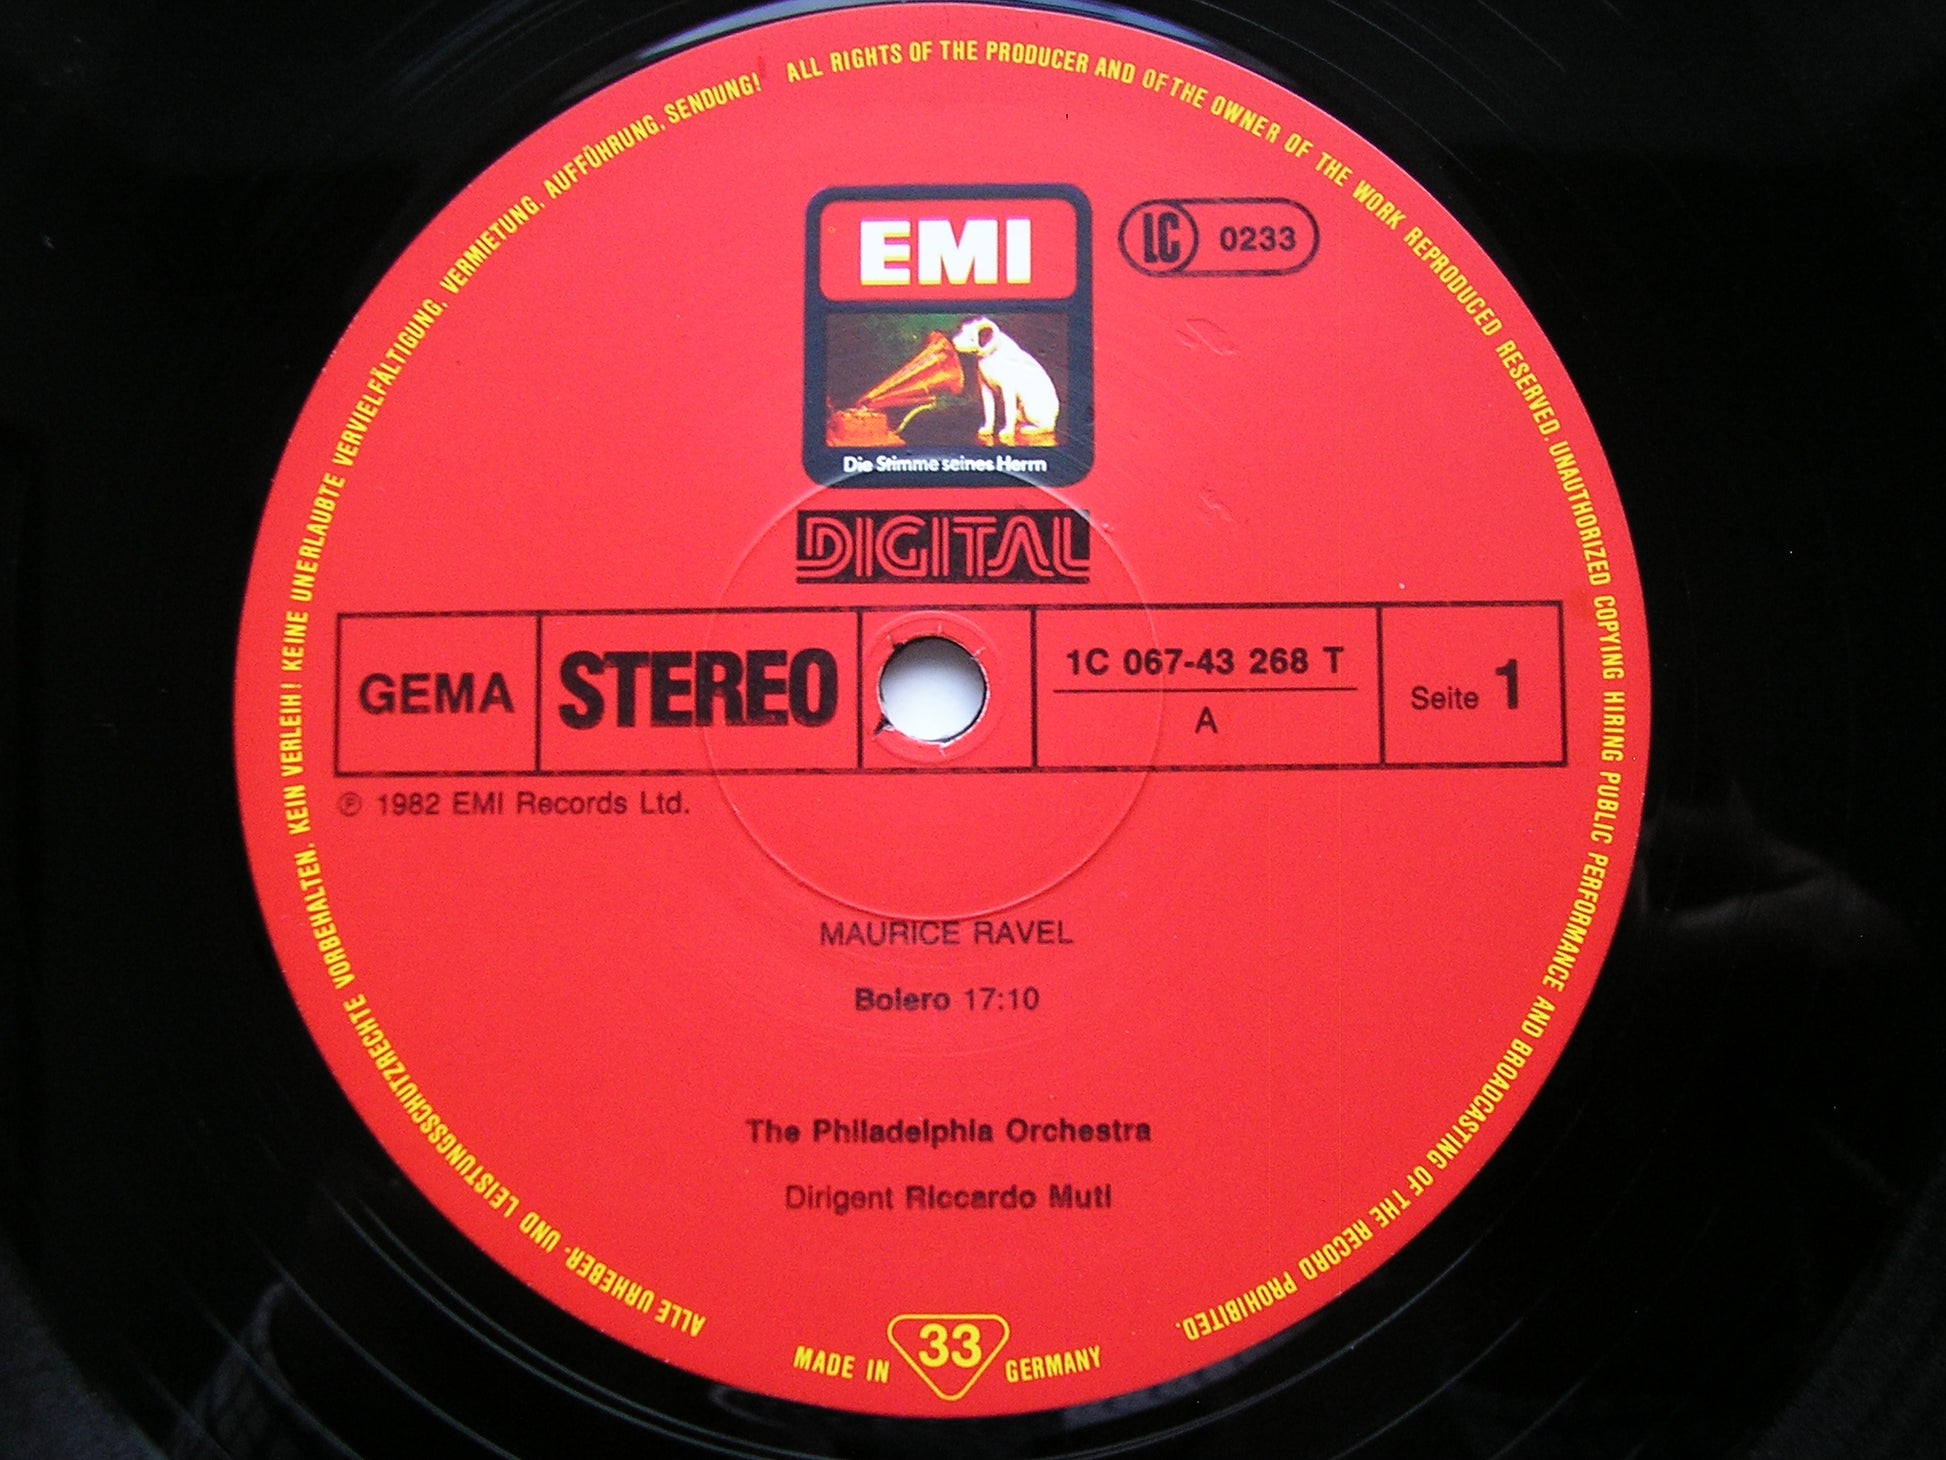 ALLE URHEBER- UND LEISTUNGSSCHUTZRECHTE VORBEHALTEN. KEIN VERLEIH! KEINE UNERLAUBTE VERVIELFÄLTIGUNG, VERMIETUNG, AUFFÜHRUNG, SENDUNG!
ALL RIGHTS OF THE PRODUCER AND OF THE OWNER OF THE WORK REPRODUCED RESERVED. UNAUTHORIZED COPYING HIRING PUBLIC PERFORMANCE AND BROADCASTING OF THE RECORD PROHIBITED.
EMI
LC 0233
Die Stimme seines Herrn
DIGITAL
GEMA
STEREO
1C 067-43 268 T
A
Seite 1
℗ 1982 EMI Records Ltd.
MAURICE RAVEL
Bolero 17:10
The Philadelphia Orchestra
Dirigent Riccardo Muti
MADE IN 33 GERMANY